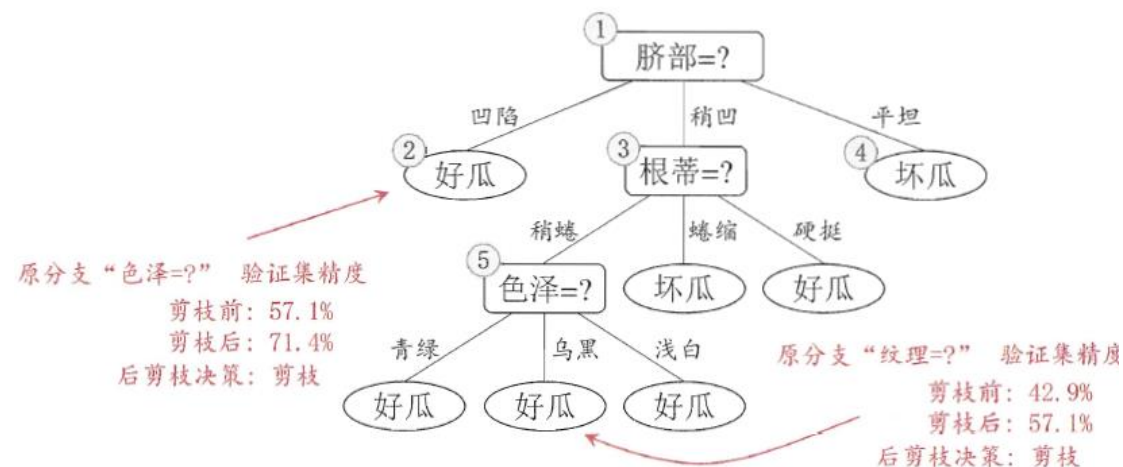 ①
脐部=?
凹陷
稍凹
平坦
②
好瓜
③
根蒂=?
④
坏瓜
稍蜷
蜷缩
硬挺
⑤
色泽=?
坏瓜
好瓜
原分支“色泽=?” 验证集精度
剪枝前: 57.1%
剪枝后: 71.4%
后剪枝决策: 剪枝
青绿
乌黑
浅白
好瓜
好瓜
好瓜
原分支“纹理=?” 验证集精度
剪枝前: 42.9%
剪枝后: 57.1%
后剪枝决策: 剪枝